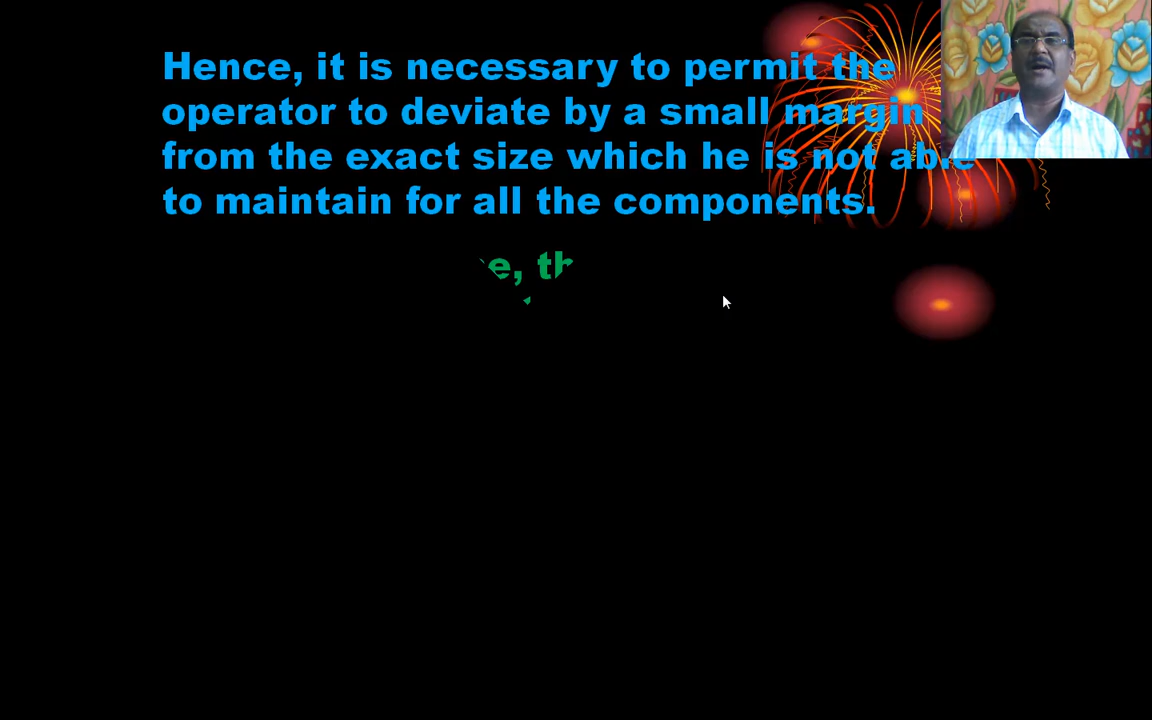 Hence, it is necessary to permit the
operator to deviate by a small margin
from the exact size which he is not able
to maintain for all the components.